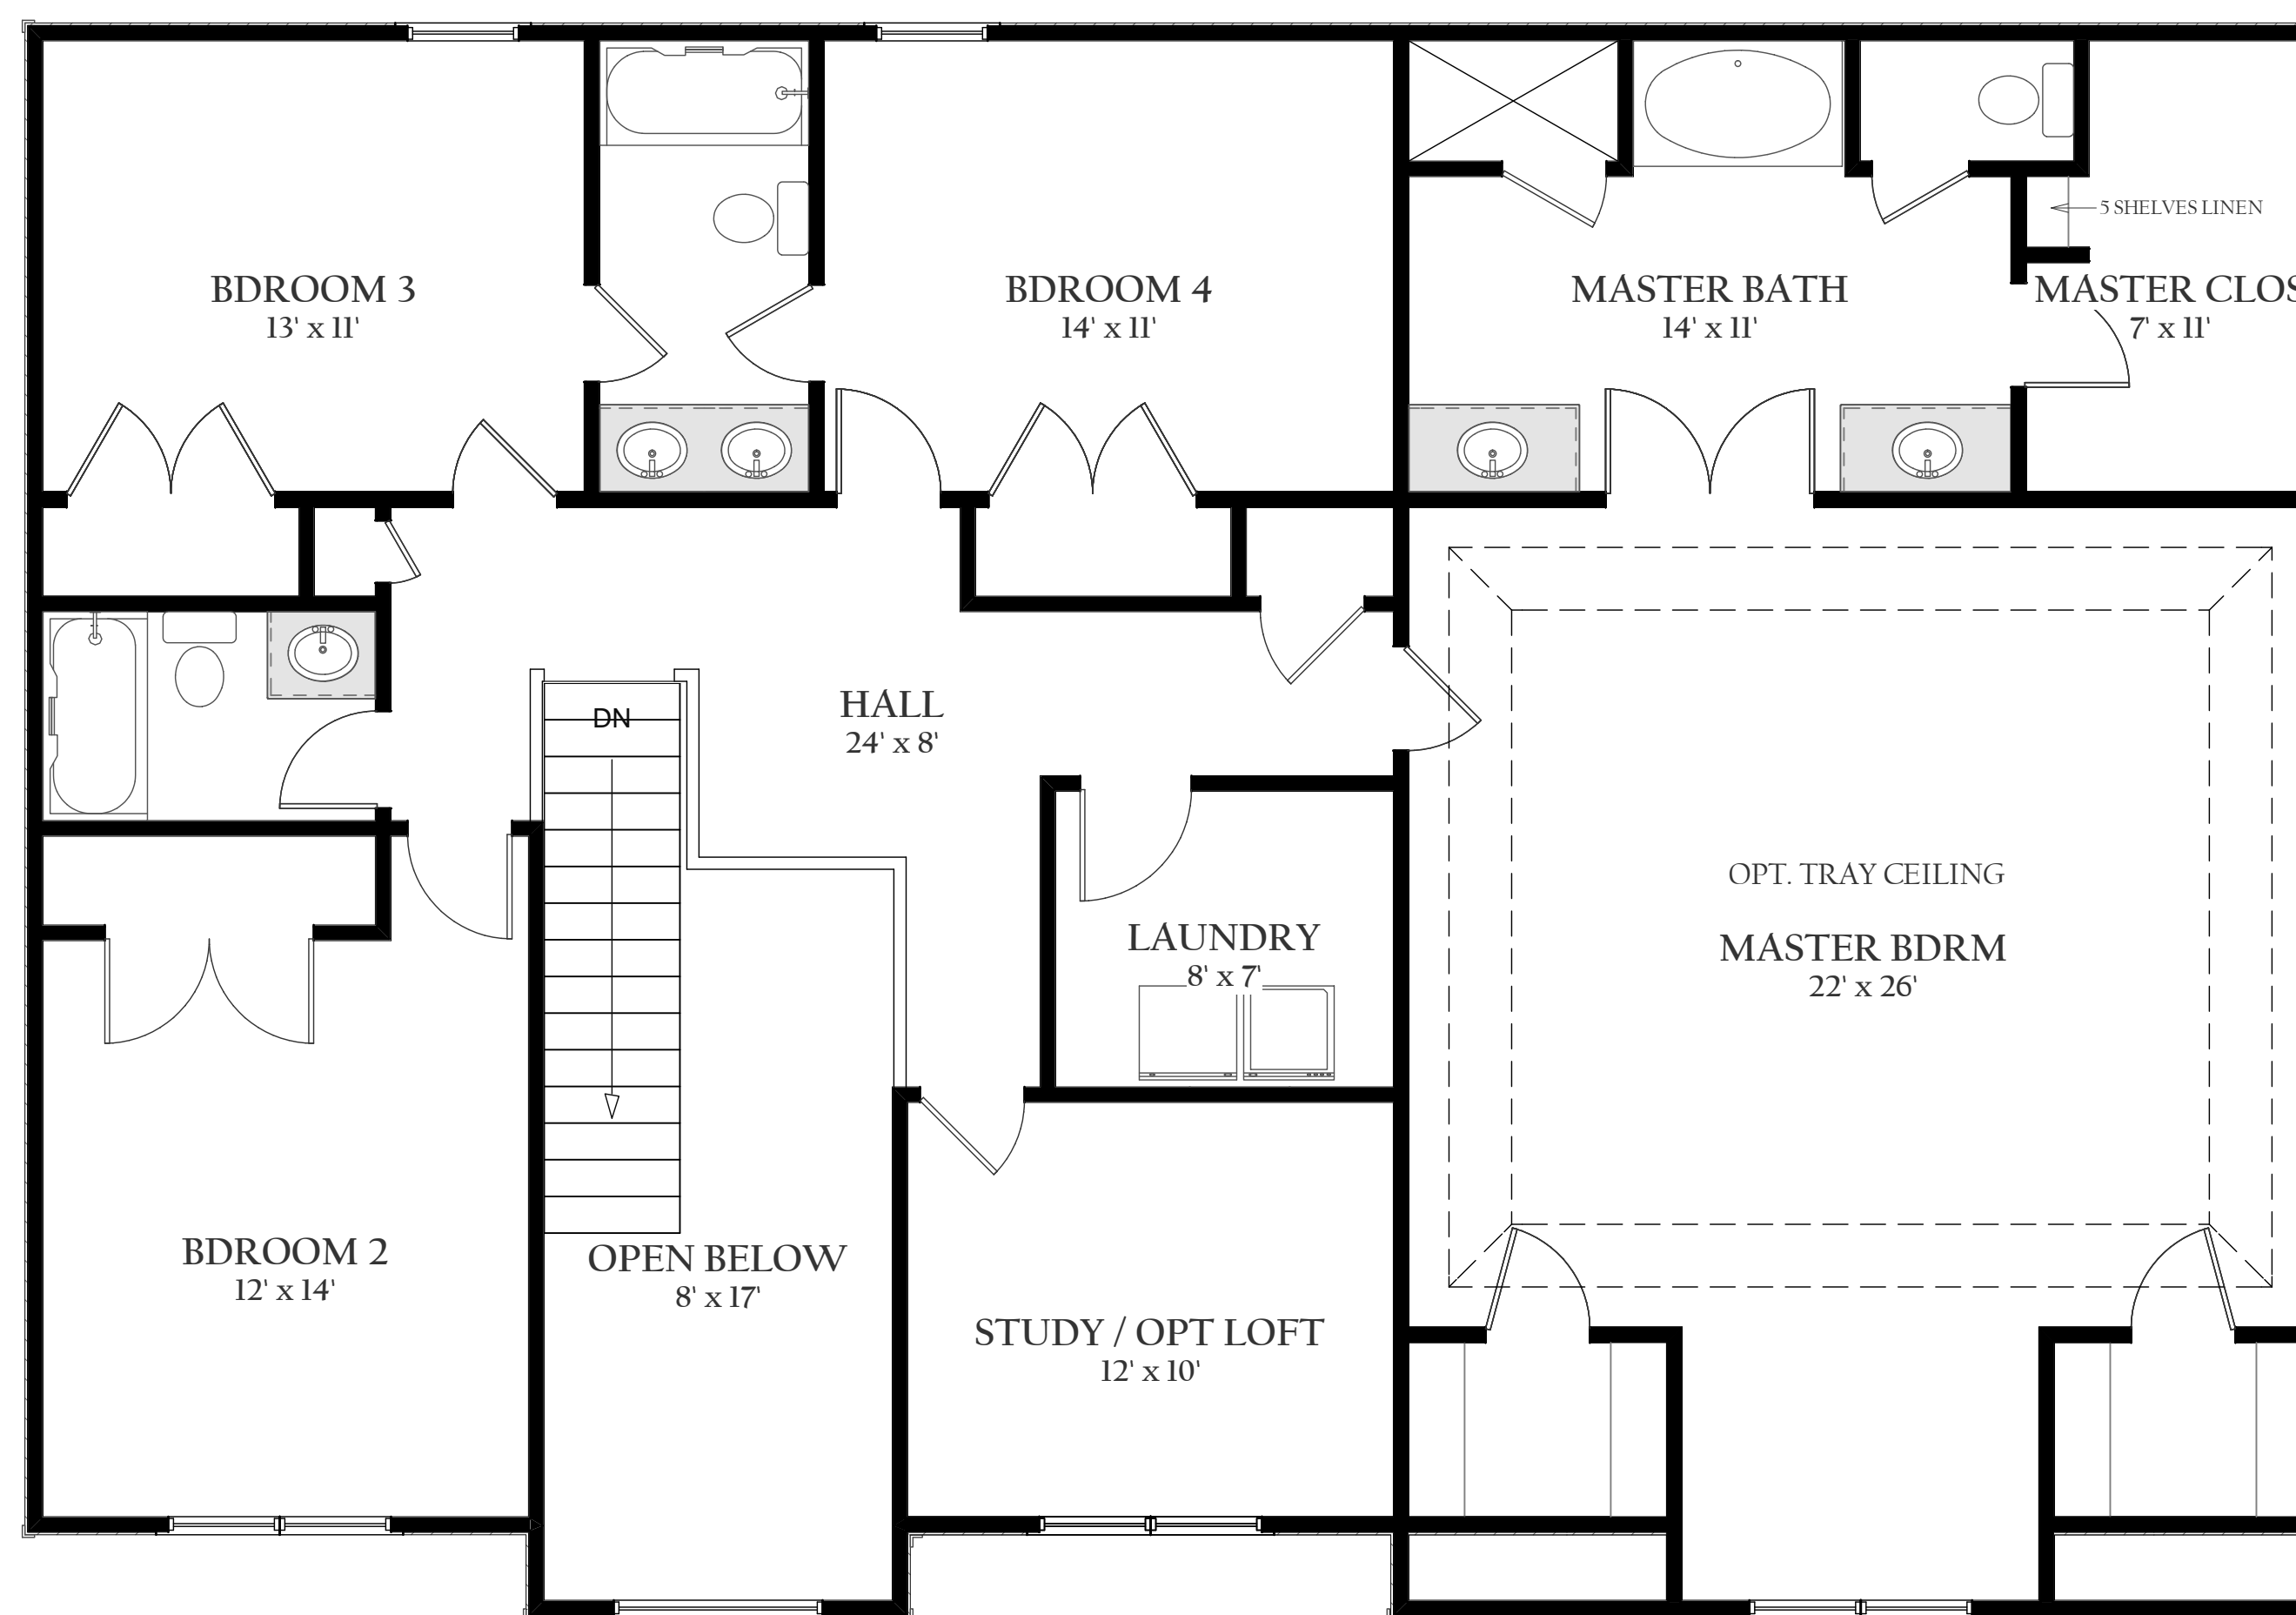 5 SHELVES LINEN
BDROOM 3
13' x 11'
BDROOM 4
14' x 11'
MASTER BATH
14' x 11'
MASTER CLOS
7' x 11'
DN
HALL
24' x 8'
OPT. TRAY CEILING
LAUNDRY
8' x 7'
MASTER BDRM
22' x 26'
BDROOM 2
12' x 14'
OPEN BELOW
8' x 17'
STUDY / OPT LOFT
12' x 10'